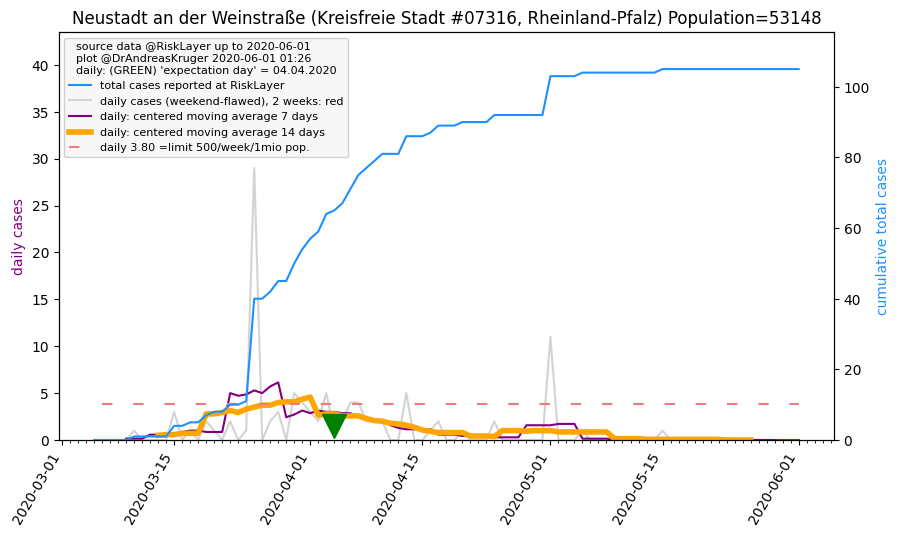 Neustadt an der Weinstraße (Kreisfreie Stadt #07316, Rheinland-Pfalz) Population=53148
source data @RiskLayer up to 2020-06-01
plot @DrAndreasKruger 2020-06-01 01:26
daily: (GREEN) 'expectation day' = 04.04.2020
total cases reported at RiskLayer
daily cases (weekend-flawed), 2 weeks: red
daily: centered moving average 7 days
daily: centered moving average 14 days
daily 3.80 =limit 500/week/1mio pop.
daily cases
40
35
30
25
20
15
10
5
0
cumulative total cases
100
80
60
40
20
0
2020-03-01
2020-03-15
2020-04-01
2020-04-15
2020-05-01
2020-05-15
2020-06-01